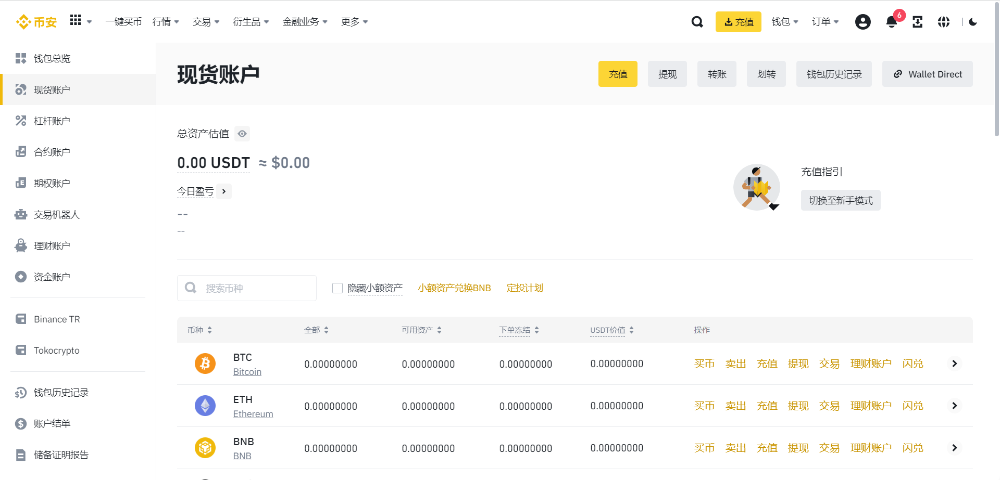 币安 一键买币 行情 交易 衍生品 金融业务 更多 充值 钱包 订单 6
钱包总览
现货账户
杠杆账户
合约账户
期权账户
交易机器人
理财账户
资金账户
Binance TR
Tokocrypto
钱包历史记录
账户结单
储备证明报告
现货账户 充值 提现 转账 划转 钱包历史记录 Wallet Direct
总资产估值
0.00 USDT ≈ $0.00
今日盈亏
--
--
充值指引
切换至新手模式
搜索币种 隐藏小额资产 小额资产兑换BNB 定投计划
币种 全部 可用资产 下单冻结 USDT价值 操作
BTC
Bitcoin
0.00000000 0.00000000 0.00000000 0.00000000 买币 卖出 充值 提现 交易 理财账户 闪兑
ETH
Ethereum
0.00000000 0.00000000 0.00000000 0.00000000 买币 卖出 充值 提现 交易 理财账户 闪兑
BNB
BNB
0.00000000 0.00000000 0.00000000 0.00000000 买币 卖出 充值 提现 交易 理财账户 闪兑